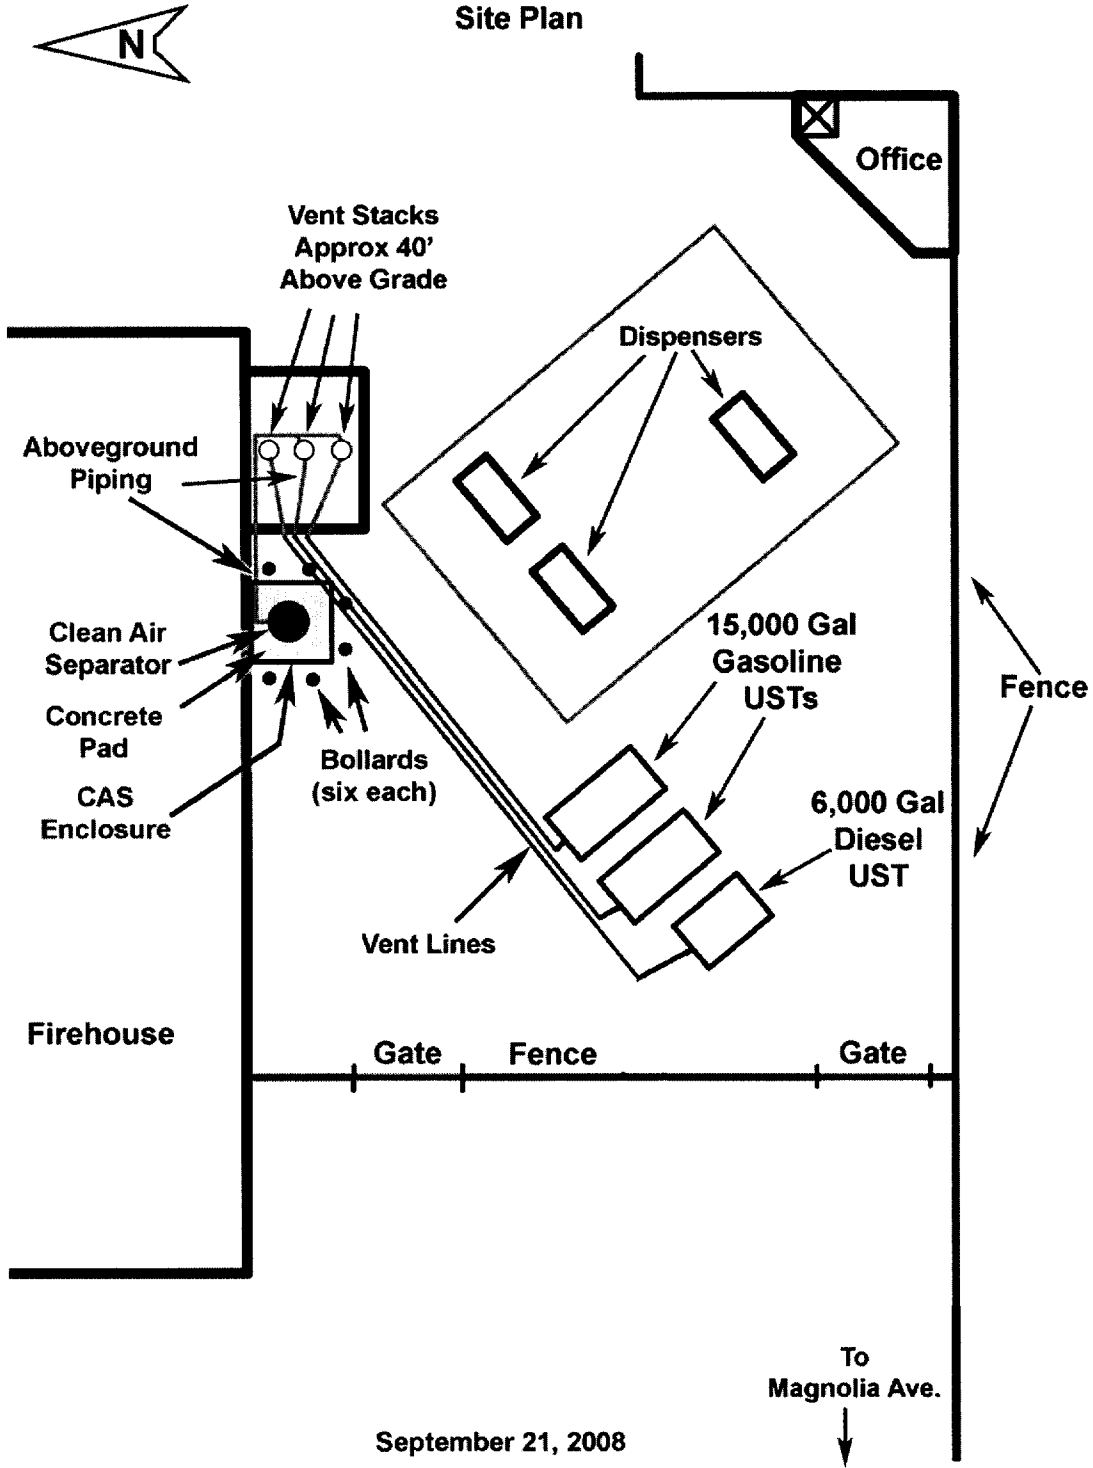 Site Plan
N
Office
Vent Stacks
Approx 40'
Above Grade
Dispensers
Aboveground
Piping
15,000 Gal
Gasoline
USTs
Clean Air
Separator
Fence
Concrete
Pad
Bollards
(six each)
CAS
Enclosure
6,000 Gal
Diesel
UST
Vent Lines
Firehouse
Gate
Fence
Gate
To
Magnolia Ave.
September 21, 2008